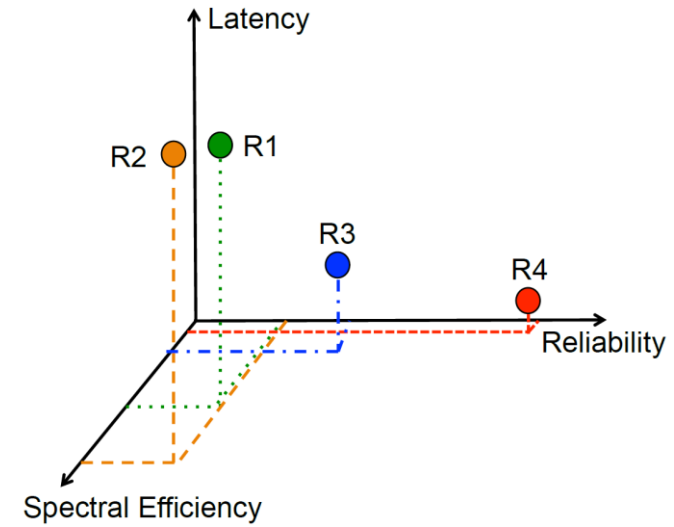 Latency
R2
R1
R3
R4
Reliability
Spectral Efficiency